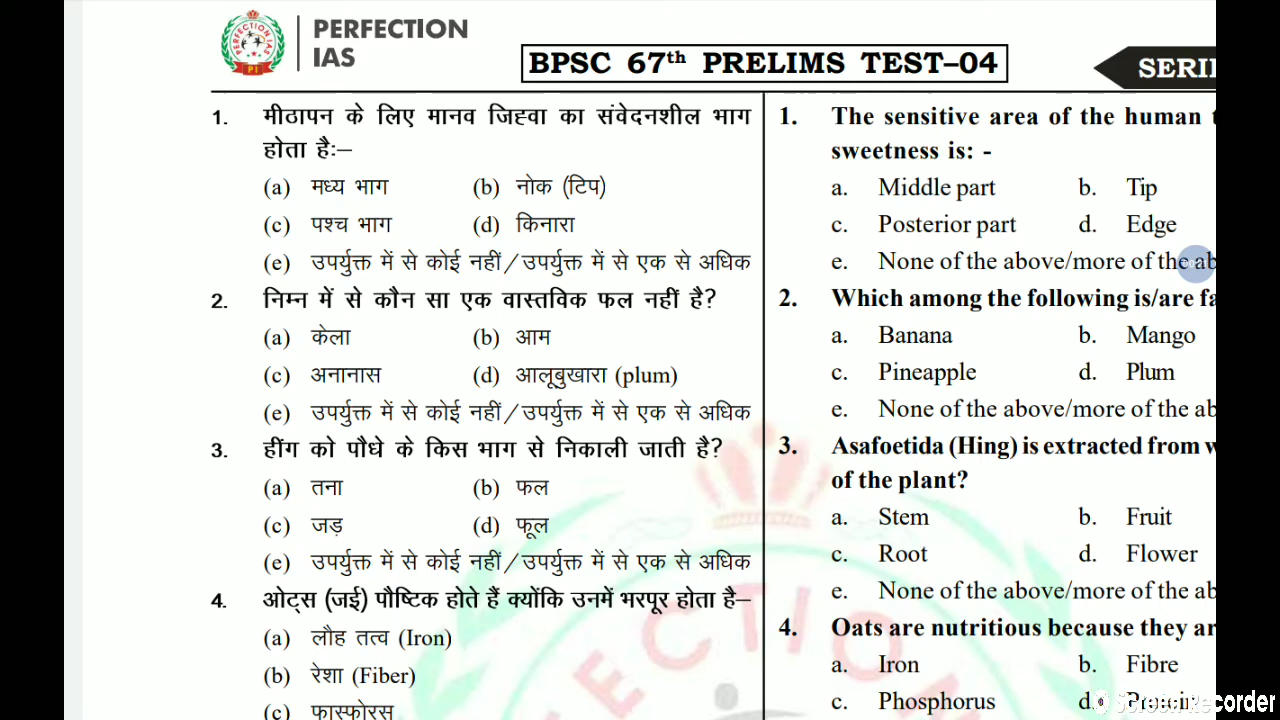 PERFECTION
IAS
BPSC 67th PRELIMS TEST–04
1. मीठापन के लिए मानव जिह्वा का संवेदनशील भाग
होता है:–
(a) मध्य भाग (b) नोक (टिप)
(c) पश्च भाग (d) किनारा
(e) उपर्युक्त में से कोई नहीं/उपर्युक्त में से एक से अधिक
2. निम्न में से कौन सा एक वास्तविक फल नहीं है?
(a) केला (b) आम
(c) अनानास (d) आलूबुखारा (plum)
(e) उपर्युक्त में से कोई नहीं/उपर्युक्त में से एक से अधिक
3. हींग को पौधे के किस भाग से निकाली जाती है?
(a) तना (b) फल
(c) जड़ (d) फूल
(e) उपर्युक्त में से कोई नहीं/उपर्युक्त में से एक से अधिक
4. ओट्स (जई) पौष्टिक होते हैं क्योंकि उनमें भरपूर होता है–
(a) लौह तत्व (Iron)
(b) रेशा (Fiber)
(c) फास्फोरस
1. The sensitive area of the human
sweetness is: -
a. Middle part b. Tip
c. Posterior part d. Edge
e. None of the above/more of the
2. Which among the following is/are
a. Banana b. Mango
c. Pineapple d. Plum
e. None of the above/more of the
3. Asafoetida (Hing) is extracted from
of the plant?
a. Stem b. Fruit
c. Root d. Flower
e. None of the above/more of the
4. Oats are nutritious because they
a. Iron b. Fibre
c. Phosphorus d.
Screen Recorder